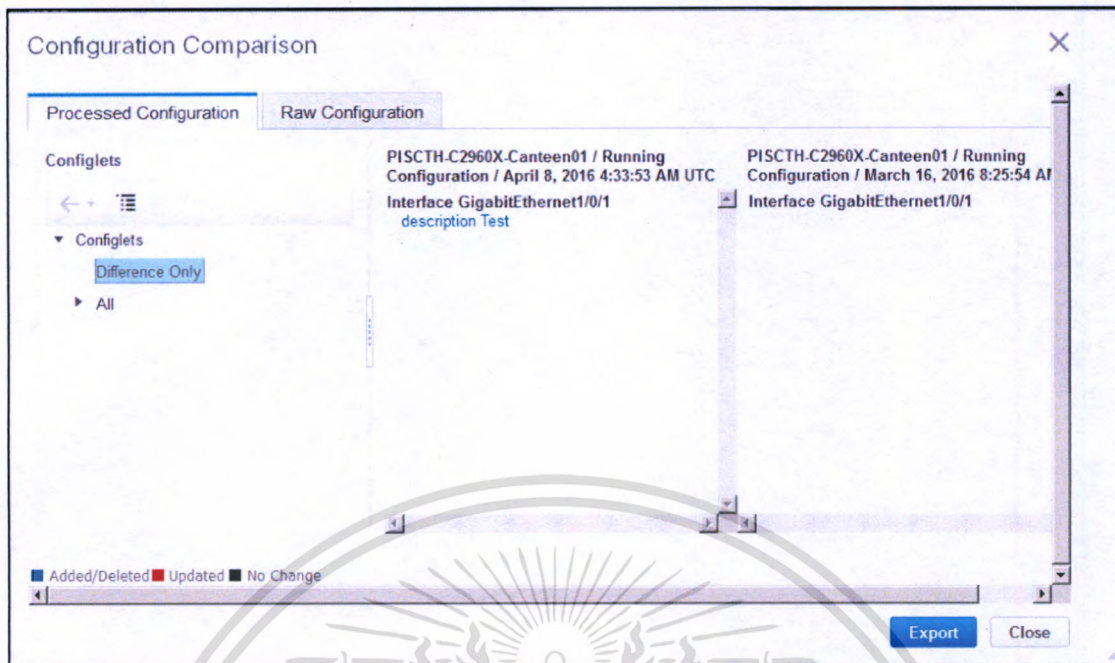 Configuration Comparison
Processed Configuration
Raw Configuration
Configlets
Configlets
Difference Only
All
PISCTH-C2960X-Canteen01 / Running
Configuration / April 8, 2016 4:33:53 AM UTC
Interface GigabitEthernet1/0/1
description Test
PISCTH-C2960X-Canteen01 / Running
Configuration / March 16, 2016 8:25:54 AM
Interface GigabitEthernet1/0/1
Added/Deleted Updated No Change
Export
Close